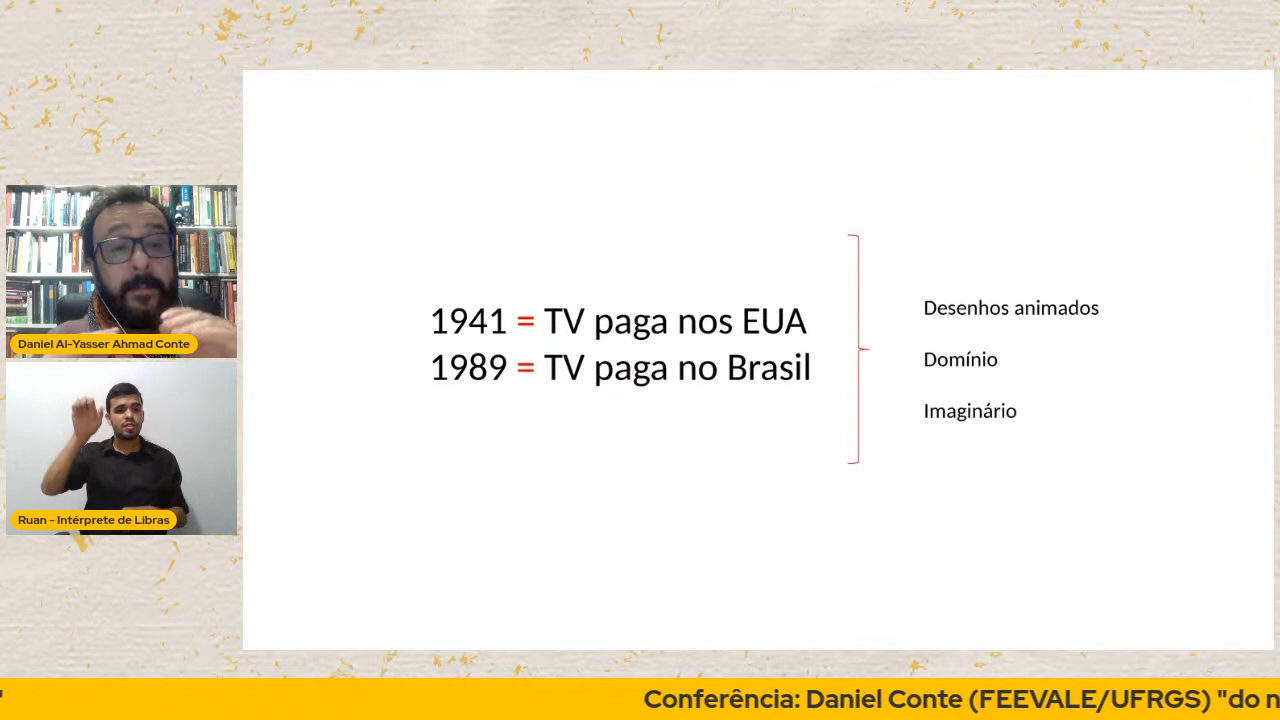 1941 = TV paga nos EUA
1989 = TV paga no Brasil
Desenhos animados
Domínio
Imaginário
Daniel Al-Yasser Ahmad Conte
Ruan - Intérprete de Libras
" Conferência: Daniel Conte (FEEVALE/UFRGS) "do n